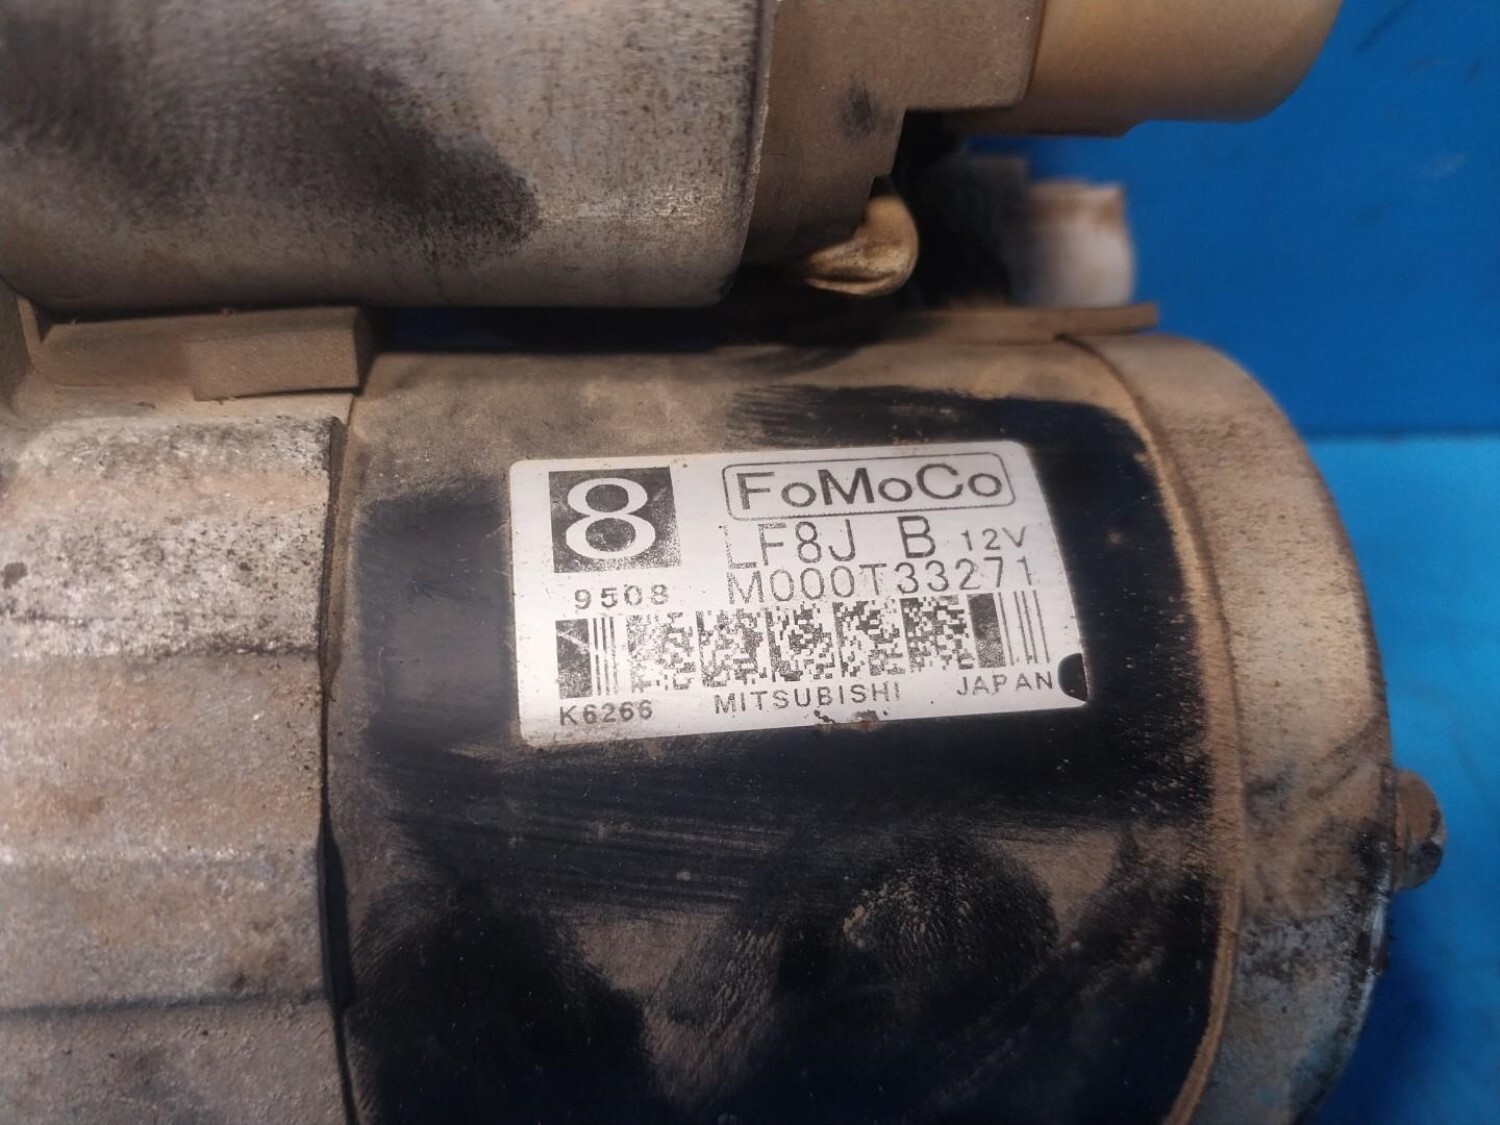 8
FoMoCo
LF8J B 12V
9508
M000T33271
K6266
MITSUBISHI
JAPAN